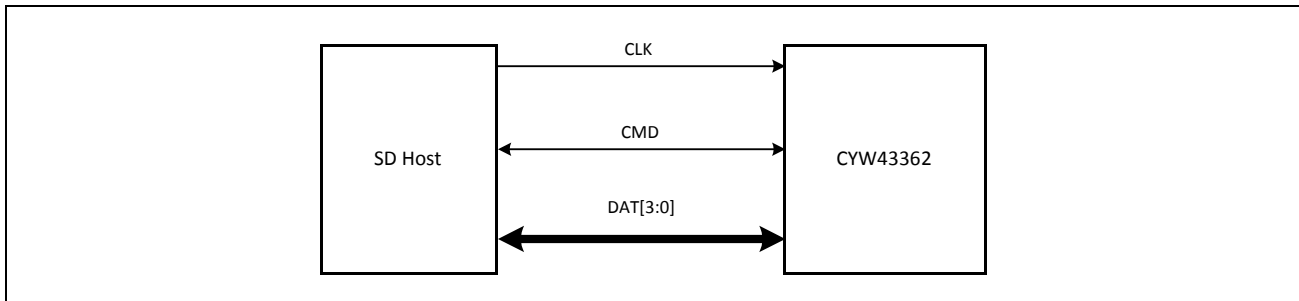 CLK
CMD
SD Host
CYW43362
DAT[3:0]